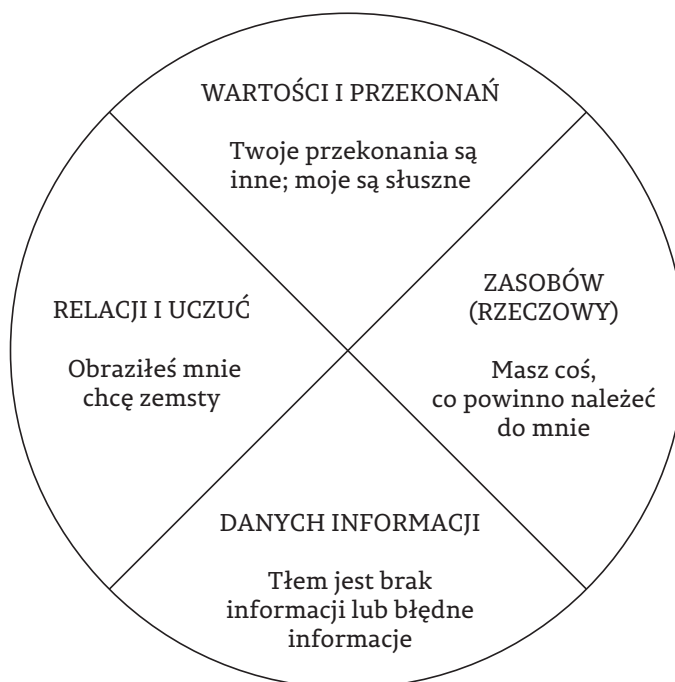 WARTOŚCI I PRZEKONAŃ
Twoje przekonania są
inne; moje są słuszne
RELACJI I UCZUĆ
Obraziłeś mnie
chcę zemsty
ZASOBÓW
(RZECZOWY)
Masz coś,
co powinno należeć
do mnie
DANYCH INFORMACJI
Tłem jest brak
informacji lub błędne
informacje